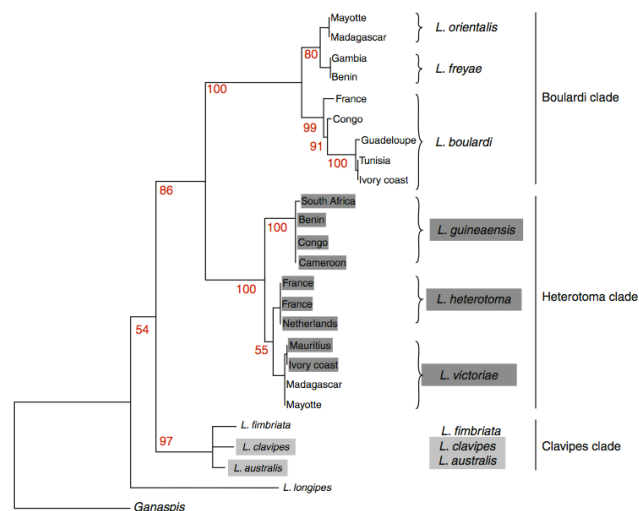 Mayotte
Madagascar
L. orientalis
80
Gambia
Benin
L. freyae
100
France
Congo
99
91
Guadeloupe
100
Tunisia
Ivory coast
L. boulardi
Boulardi clade
86
South Africa
100
Benin
Congo
Cameroon
L. guineaensis
100
France
France
Netherlands
L. heterotoma
Heterotoma clade
54
55
Mauritius
Ivory coast
Madagascar
Mayotte
L. victoriae
97
L. fimbriata
L. clavipes
L. australis
L. fimbriata
L. clavipes
L. australis
Clavipes clade
L. longipes
Ganaspis